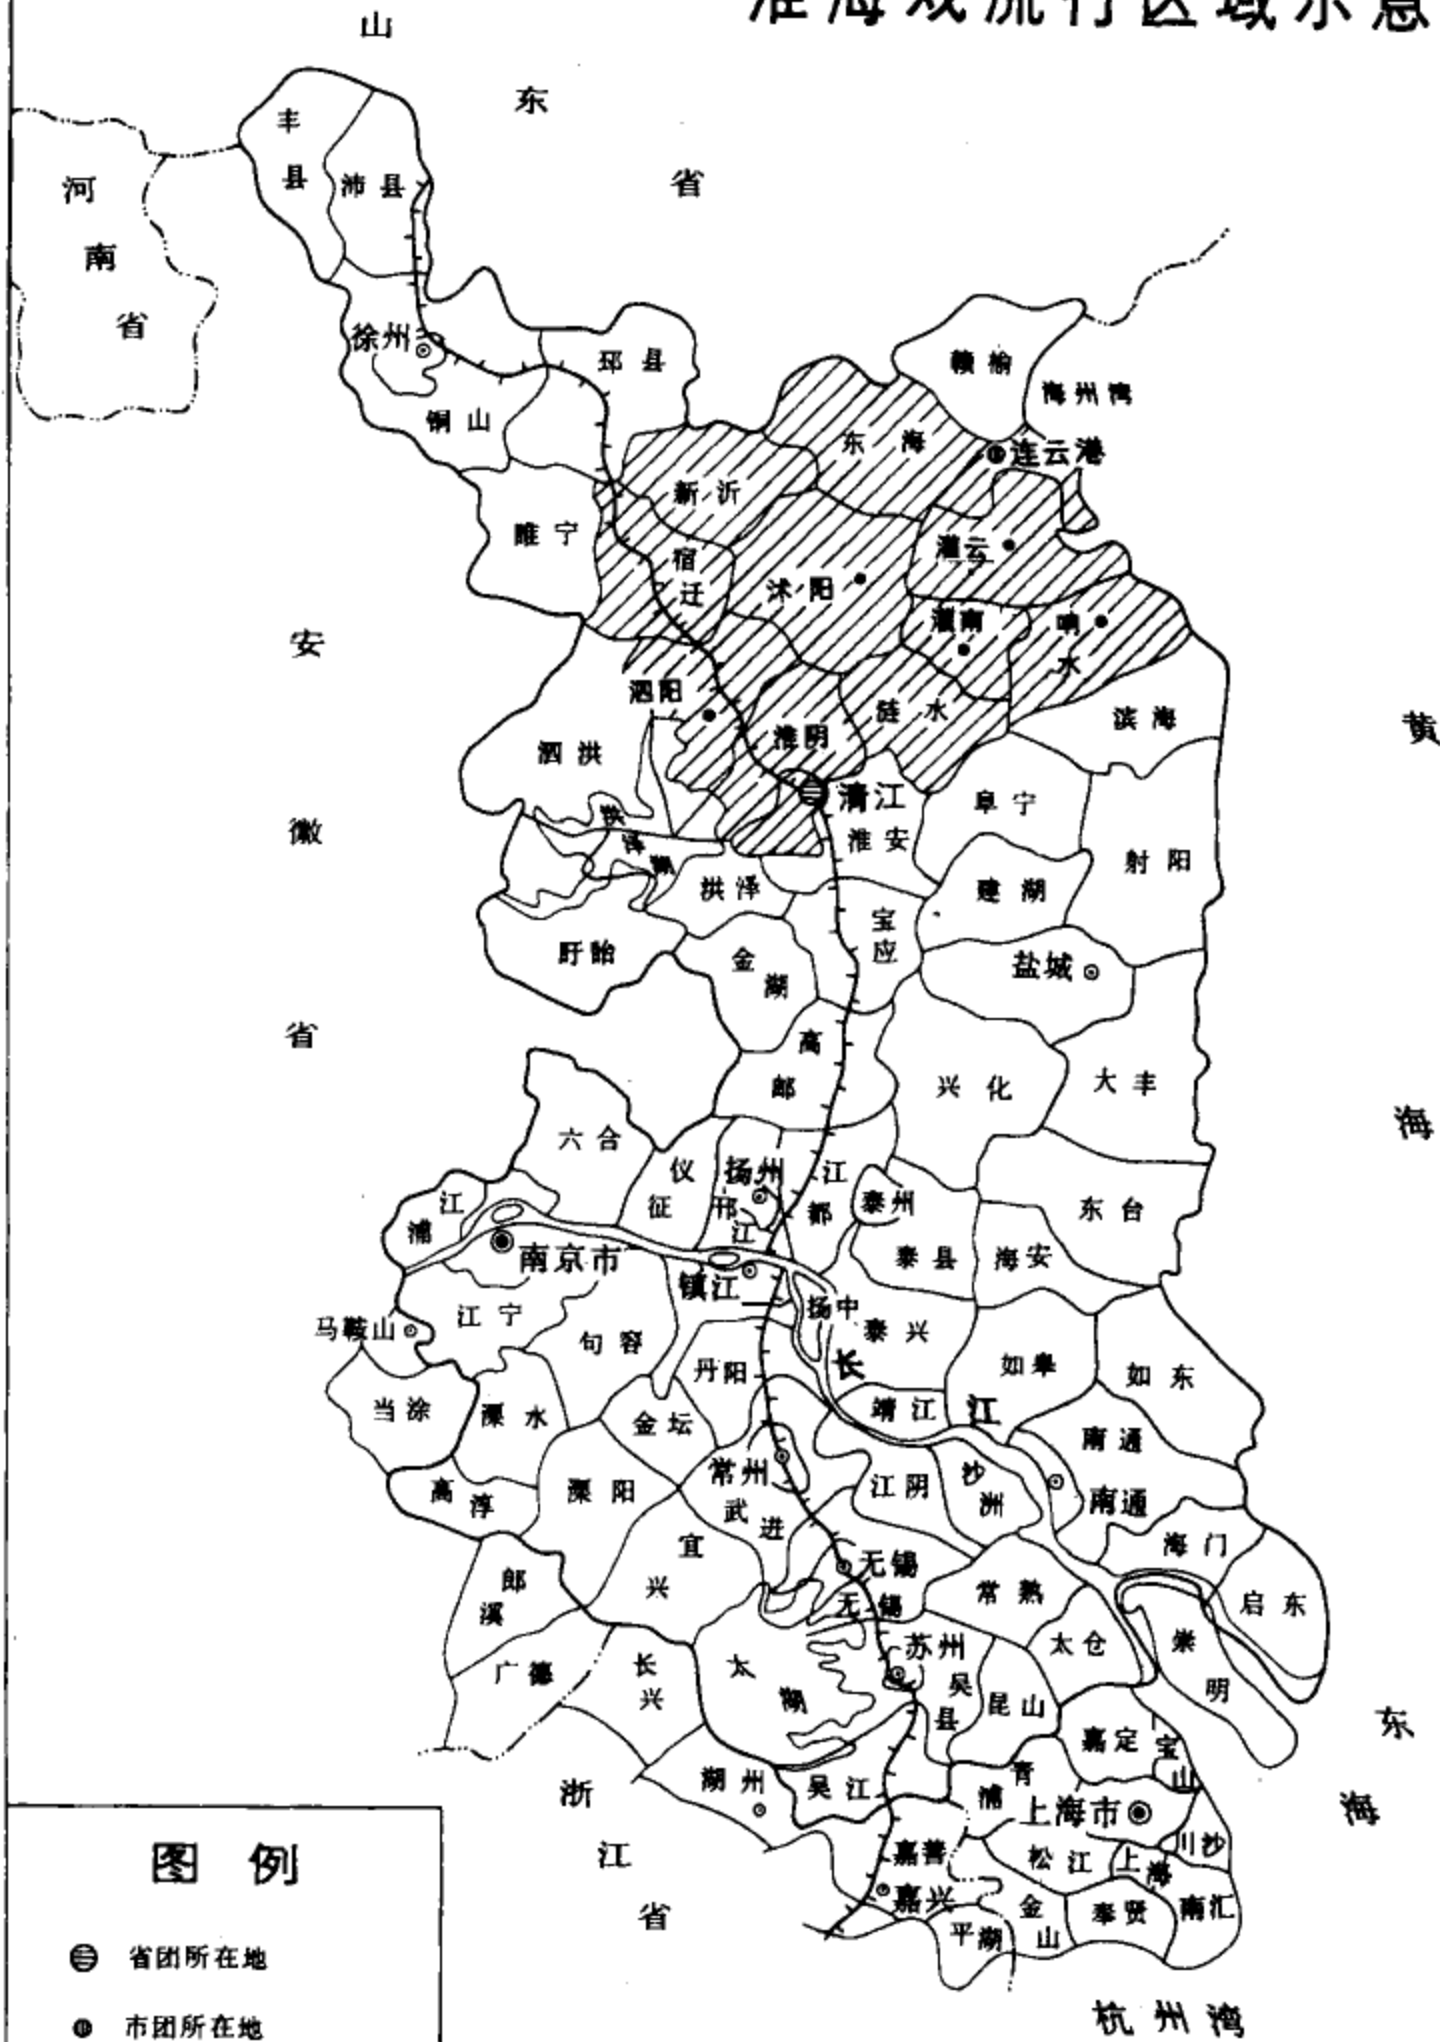 淮海戏流行区域示意
山
东
省
河
南
省
丰
县
沛县
徐州
邳县
铜山
赣榆
海州湾
东海
连云港
新沂
睢宁
宿
迁
沭阳
灌云
灌南
响
水
安
徽
省
泗阳
泗洪
淮阴
涟水
滨海
黄
海
清江
淮安
阜宁
射阳
洪
泽
湖
洪泽
建湖
盱眙
金
湖
宝
应
盐城
高
邮
兴化
大丰
六合
仪
征
扬州
邗
江
江
都
泰州
泰县
海安
东台
江
浦
南京市
镇江
扬中
马鞍山
江宁
句容
丹阳
泰兴
如皋
如东
长
江
当涂
溧水
金坛
靖江
南通
常州
武进
江阴
沙
洲
南通
高
淳
溧阳
宜
兴
无锡
无锡
海门
启东
郎
溪
常熟
崇
明
广德
长
兴
太
湖
苏州
吴
县
昆山
太仓
嘉定
宝
山
东
海
浙
江
省
湖州
吴江
青
浦
上海市
川沙
嘉善
嘉兴
松江
上海
南汇
平湖
金
山
奉贤
杭州湾
图例
省团所在地
市团所在地